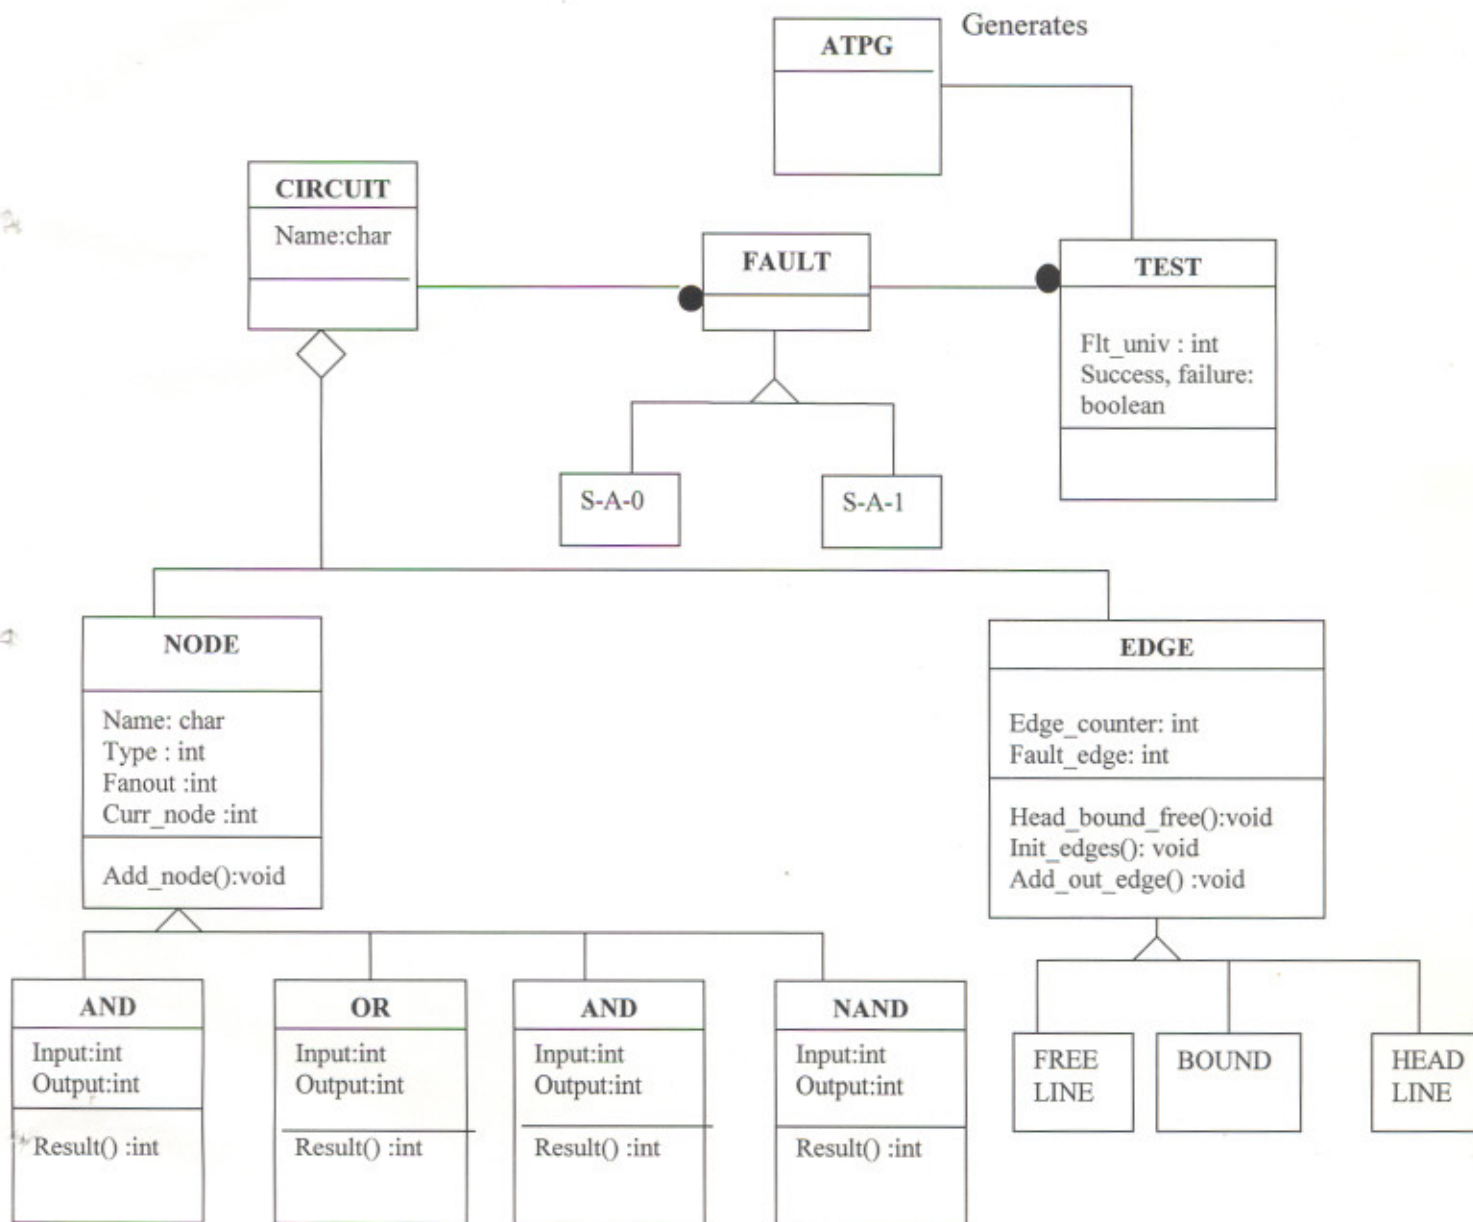 Generates
ATPG
CIRCUIT
Name:char
FAULT
TEST
Flt_univ : int
Success, failure:
boolean
S-A-0
S-A-1
NODE
Name: char
Type : int
Fanout :int
Curr_node :int
Add_node():void
EDGE
Edge_counter: int
Fault_edge: int
Head_bound_free():void
Init_edges(): void
Add_out_edge() :void
AND
Input:int
Output:int
Result() :int
OR
Input:int
Output:int
Result() :int
AND
Input:int
Output:int
Result() :int
NAND
Input:int
Output:int
Result() :int
FREE
LINE
BOUND
HEAD
LINE